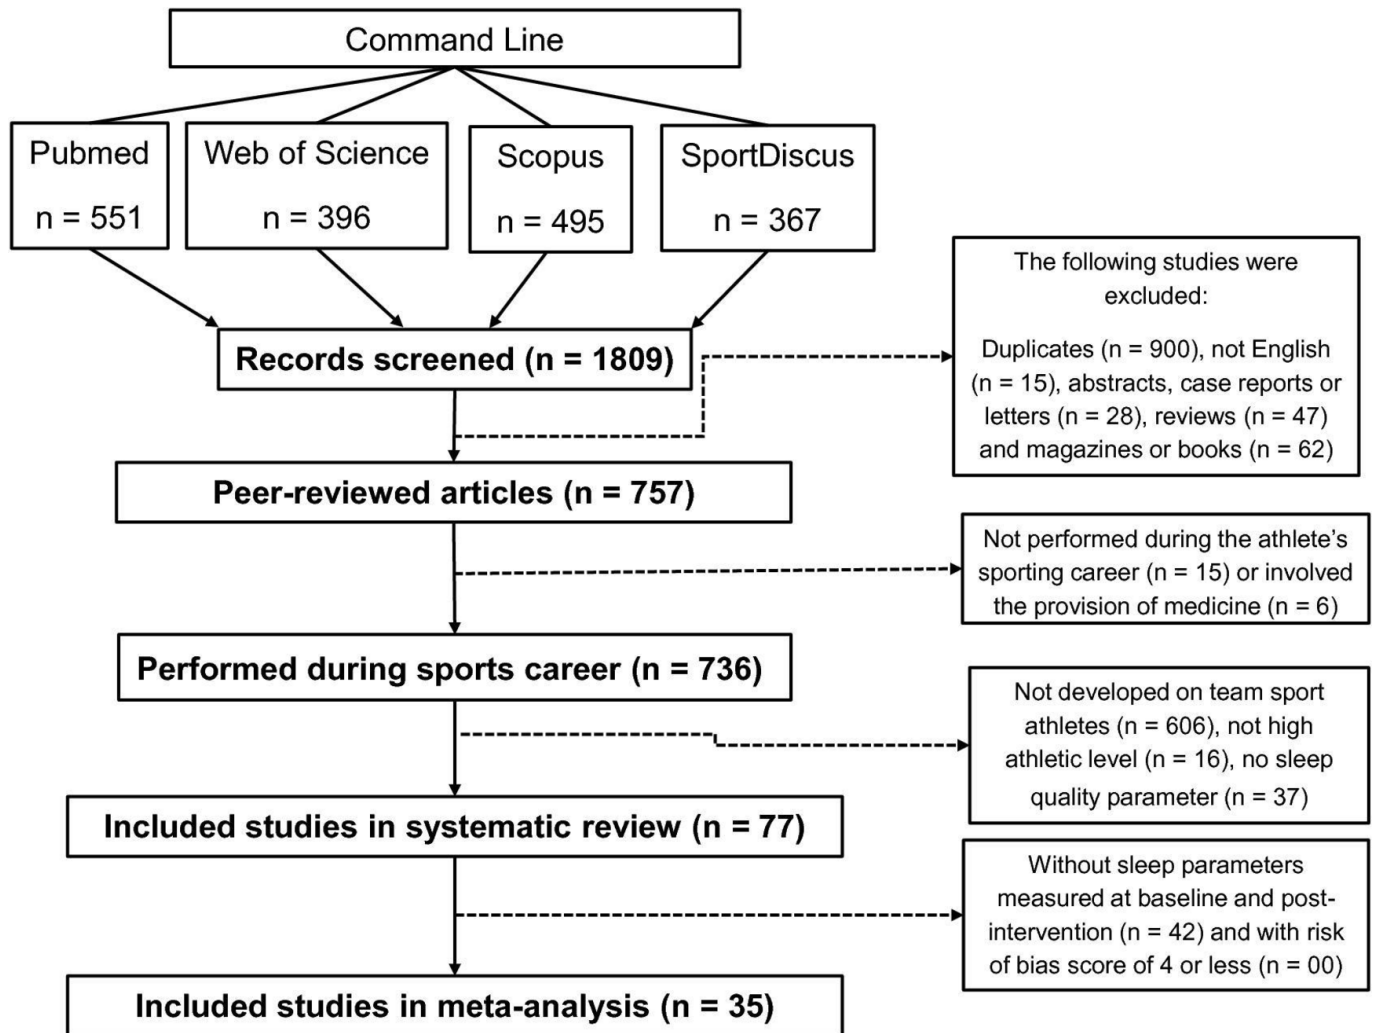 Command Line
Pubmed
n = 551
Web of Science
n = 396
Scopus
n = 495
SportDiscus
n = 367
Records screened (n = 1809)
The following studies were
excluded:
Duplicates (n = 900), not English
(n = 15), abstracts, case reports or
letters (n = 28), reviews (n = 47)
and magazines or books (n = 62)
Peer-reviewed articles (n = 757)
Not performed during the athlete’s
sporting career (n = 15) or involved
the provision of medicine (n = 6)
Performed during sports career (n = 736)
Not developed on team sport
athletes (n = 606), not high
athletic level (n = 16), no sleep
quality parameter (n = 37)
Included studies in systematic review (n = 77)
Without sleep parameters
measured at baseline and post-
intervention (n = 42) and with risk
of bias score of 4 or less (n = 00)
Included studies in meta-analysis (n = 35)